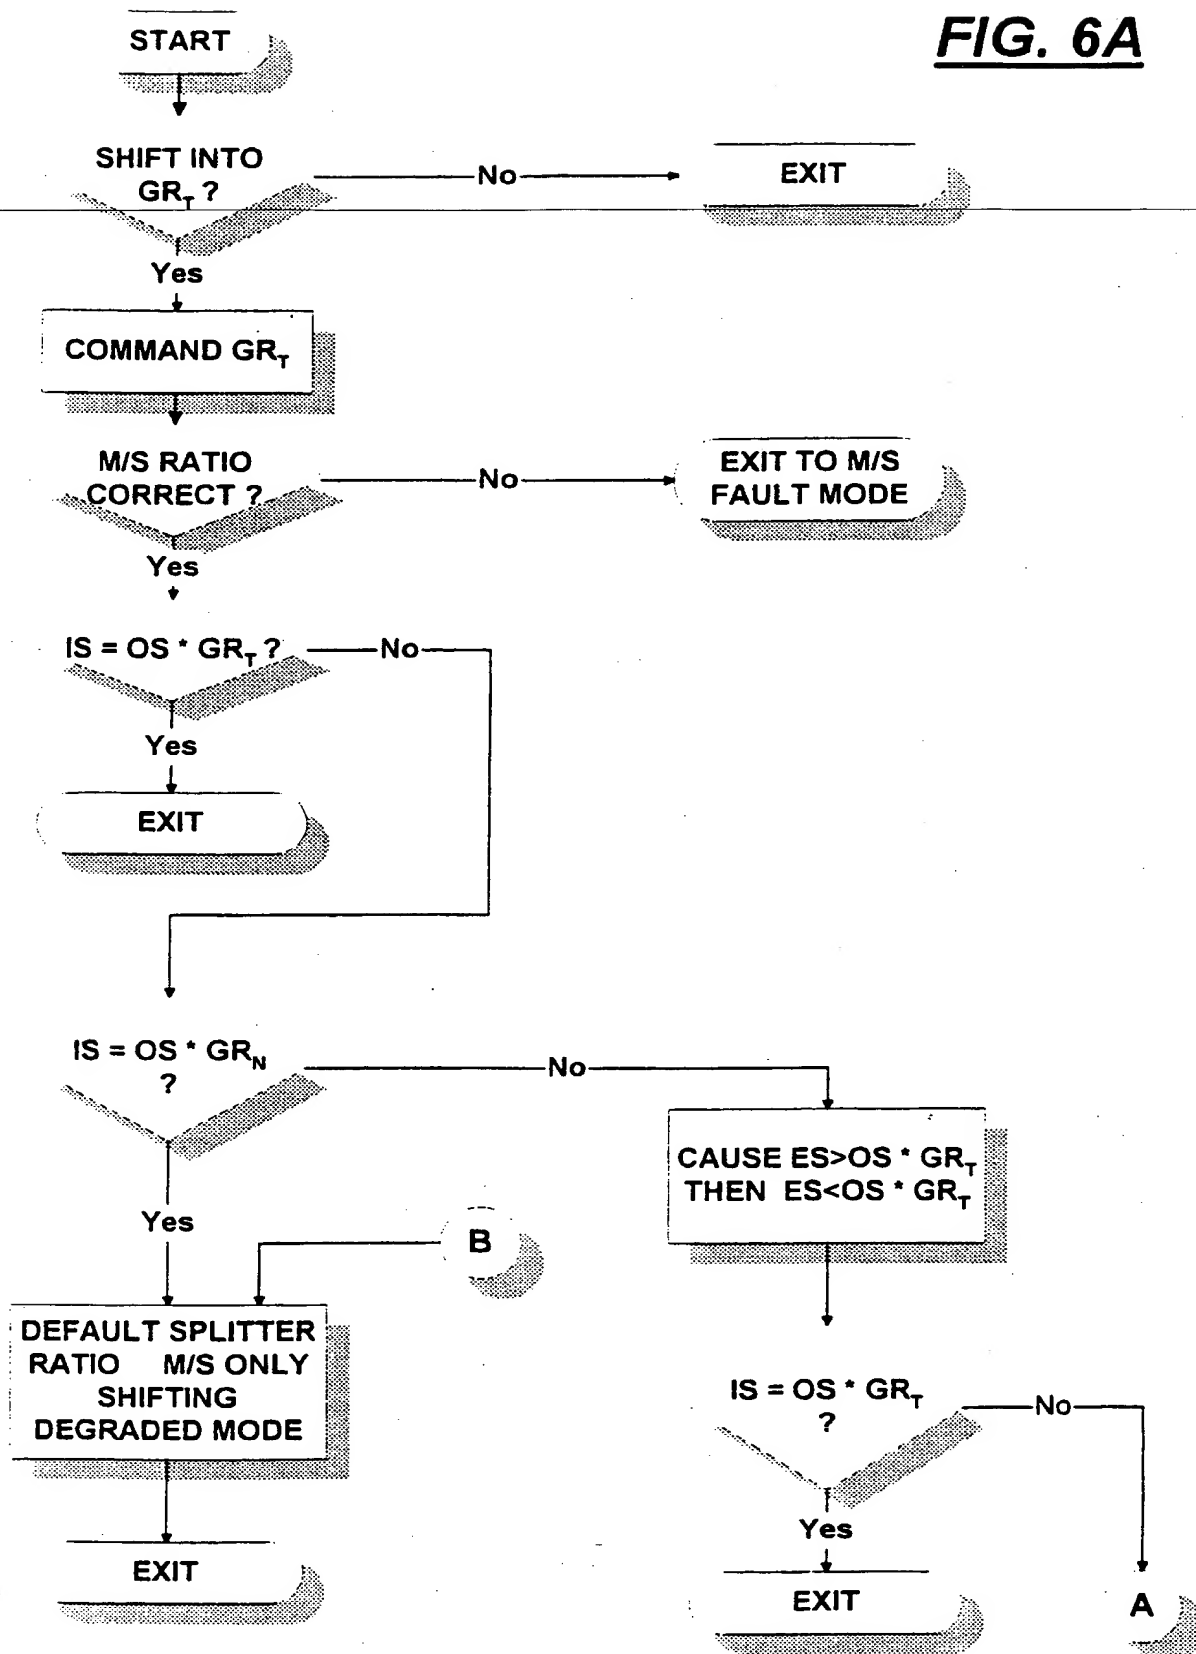 FIG. 6A
START
SHIFT INTO
GR_T ?
No
EXIT
Yes
COMMAND GR_T
M/S RATIO
CORRECT ?
No
EXIT TO M/S
FAULT MODE
Yes
IS = OS * GR_T ?
No
Yes
EXIT
IS = OS * GR_N
?
No
CAUSE ES>OS * GR_T
THEN ES<OS * GR_T
Yes
B
DEFAULT SPLITTER
RATIO M/S ONLY
SHIFTING
DEGRADED MODE
IS = OS * GR_T
?
No
Yes
EXIT
EXIT
A